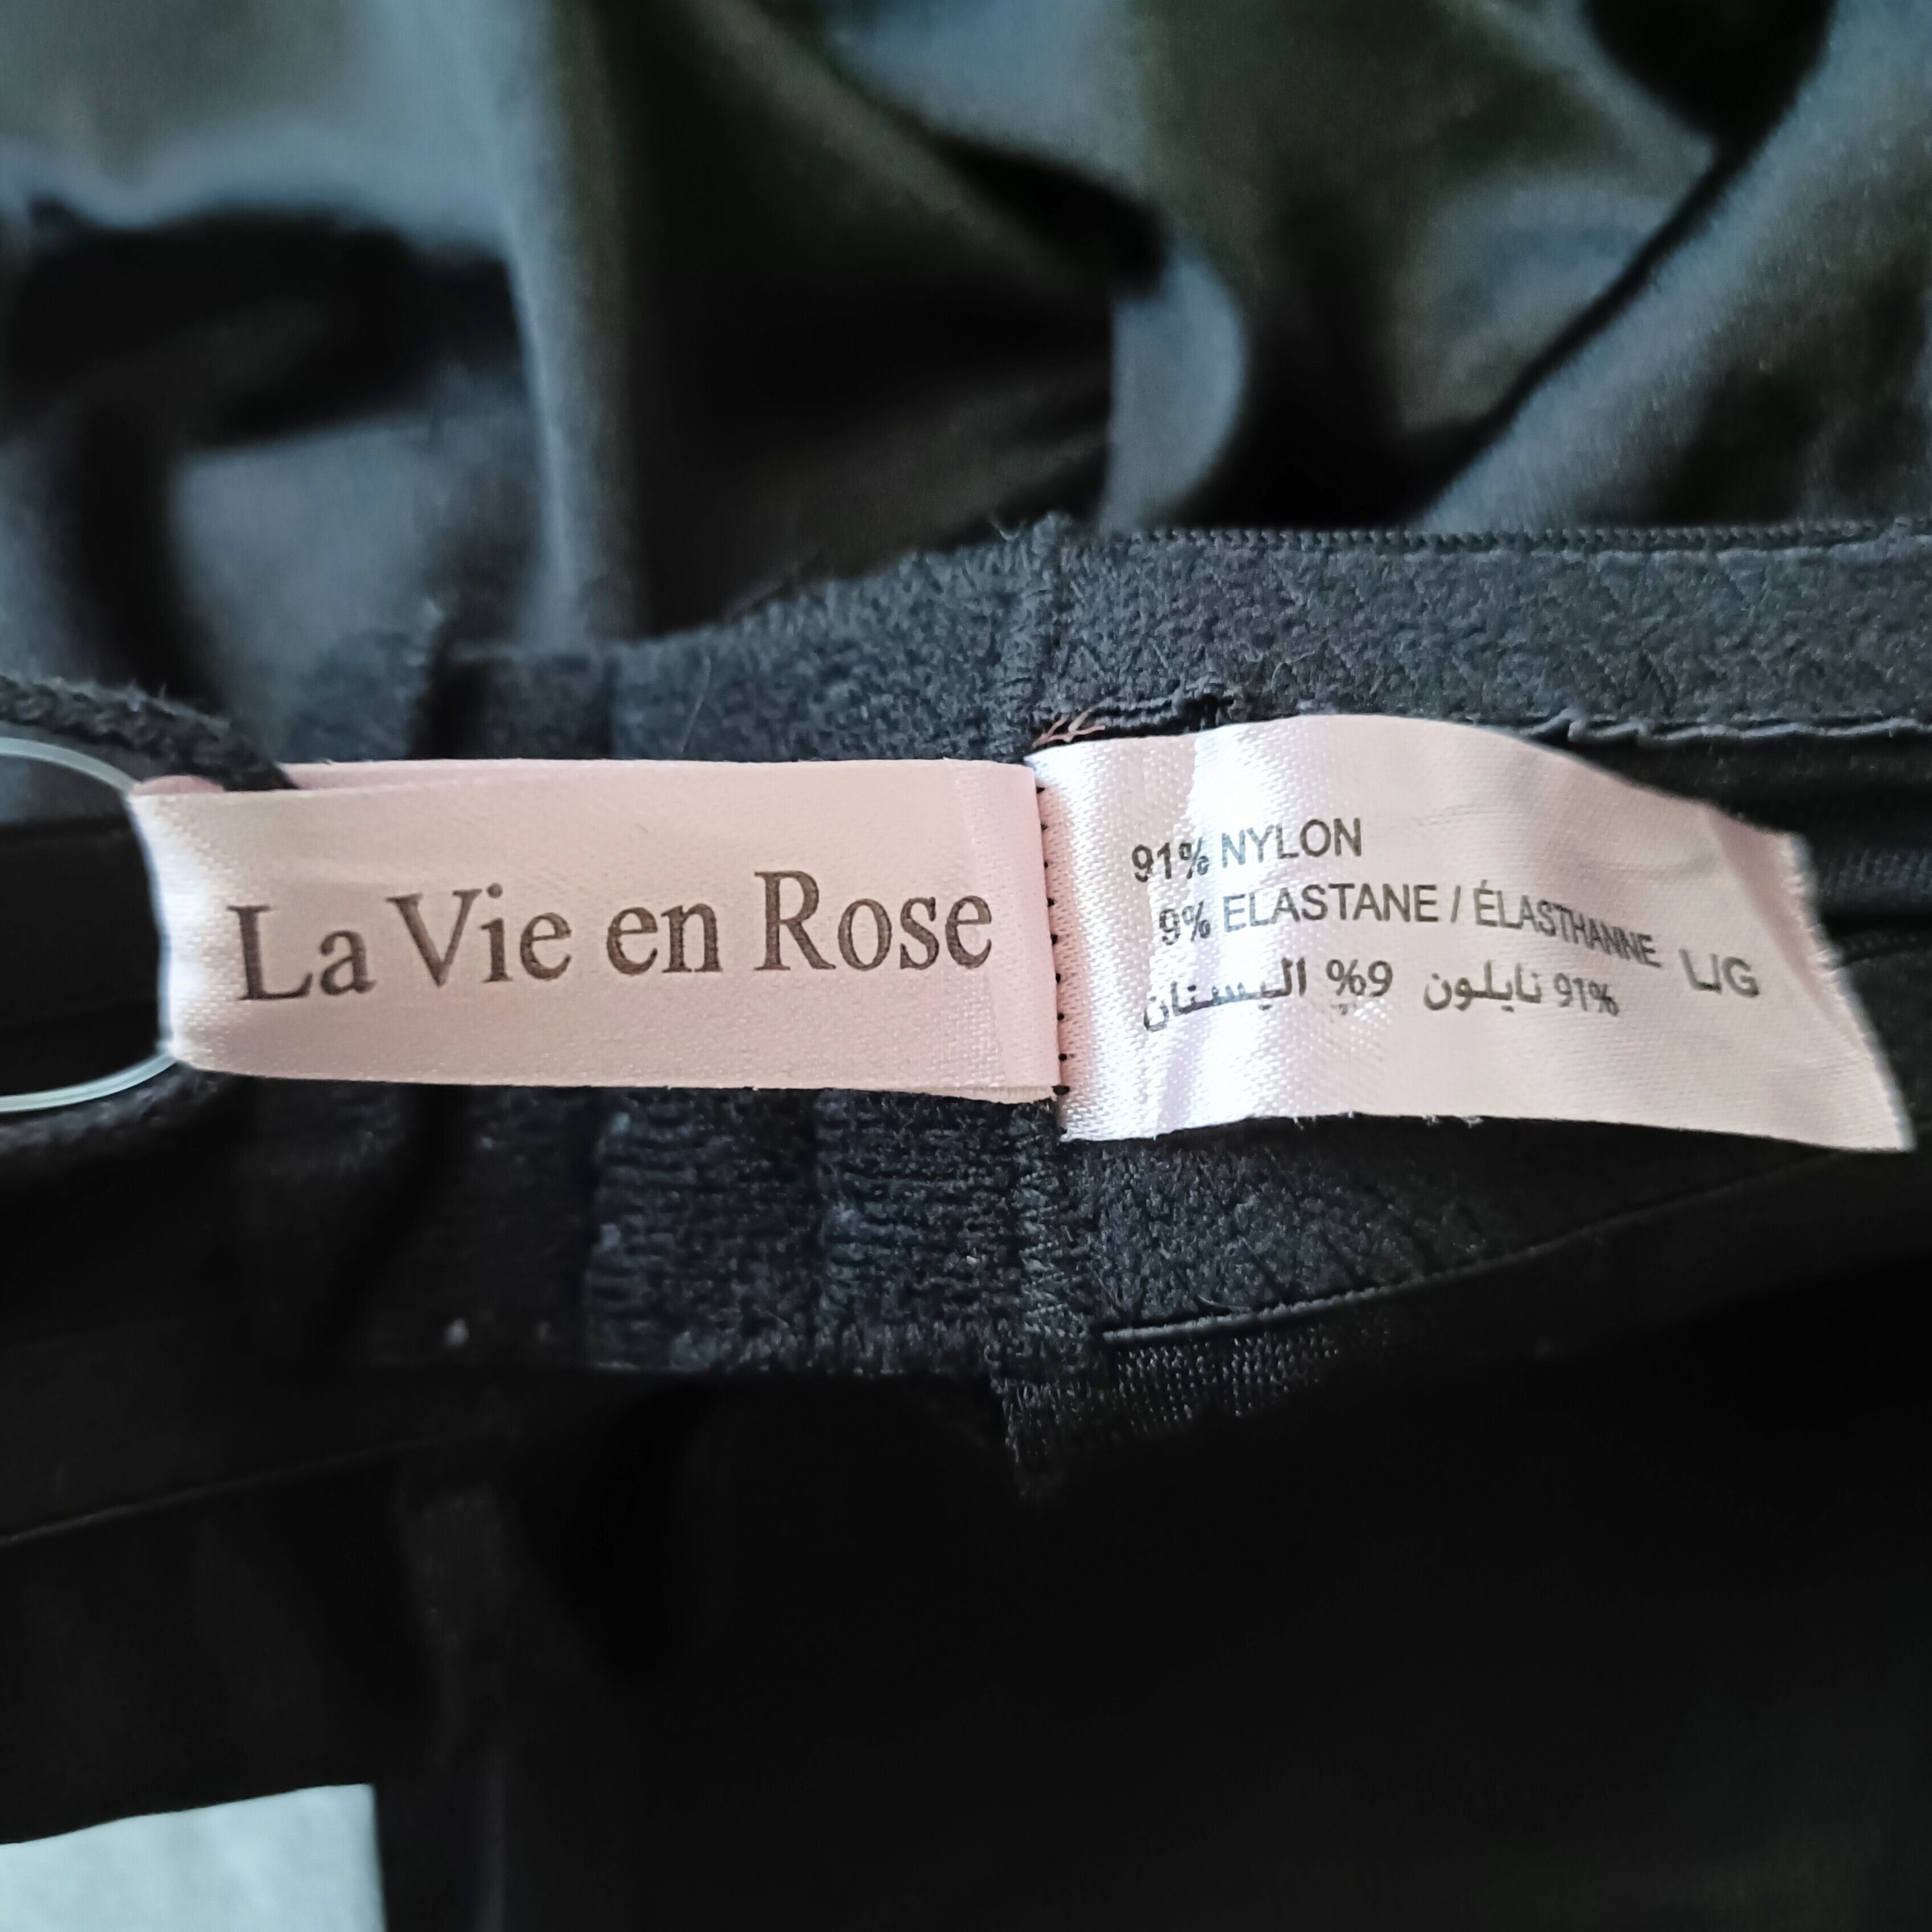 La Vie en Rose
91% NYLON
9% ELASTANE / ÉLASTHANNE
91% نايلون 9% اليستان
L/G